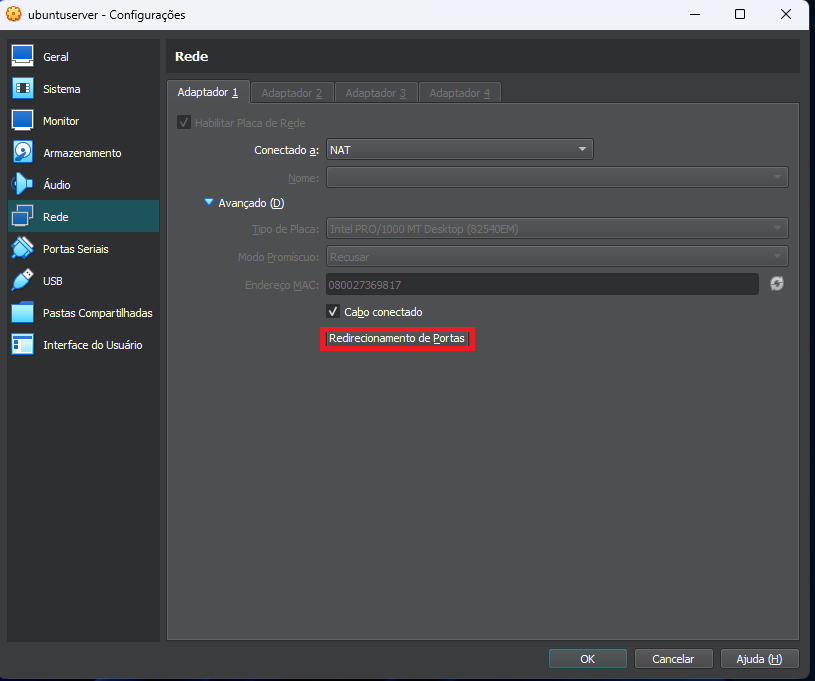 ubuntuserver - Configurações
Geral
Sistema
Monitor
Armazenamento
Áudio
Rede
Portas Seriais
USB
Pastas Compartilhadas
Interface do Usuário
Rede
Adaptador 1
Adaptador 2
Adaptador 3
Adaptador 4
Habilitar Placa de Rede
Conectado a: NAT
Nome:
Avançado (D)
Tipo de Placa: Intel PRO/1000 MT Desktop (82540EM)
Modo Promíscuo: Recusar
Endereço MAC: 080027369817
Cabo conectado
Redirecionamento de Portas
OK
Cancelar
Ajuda (H)